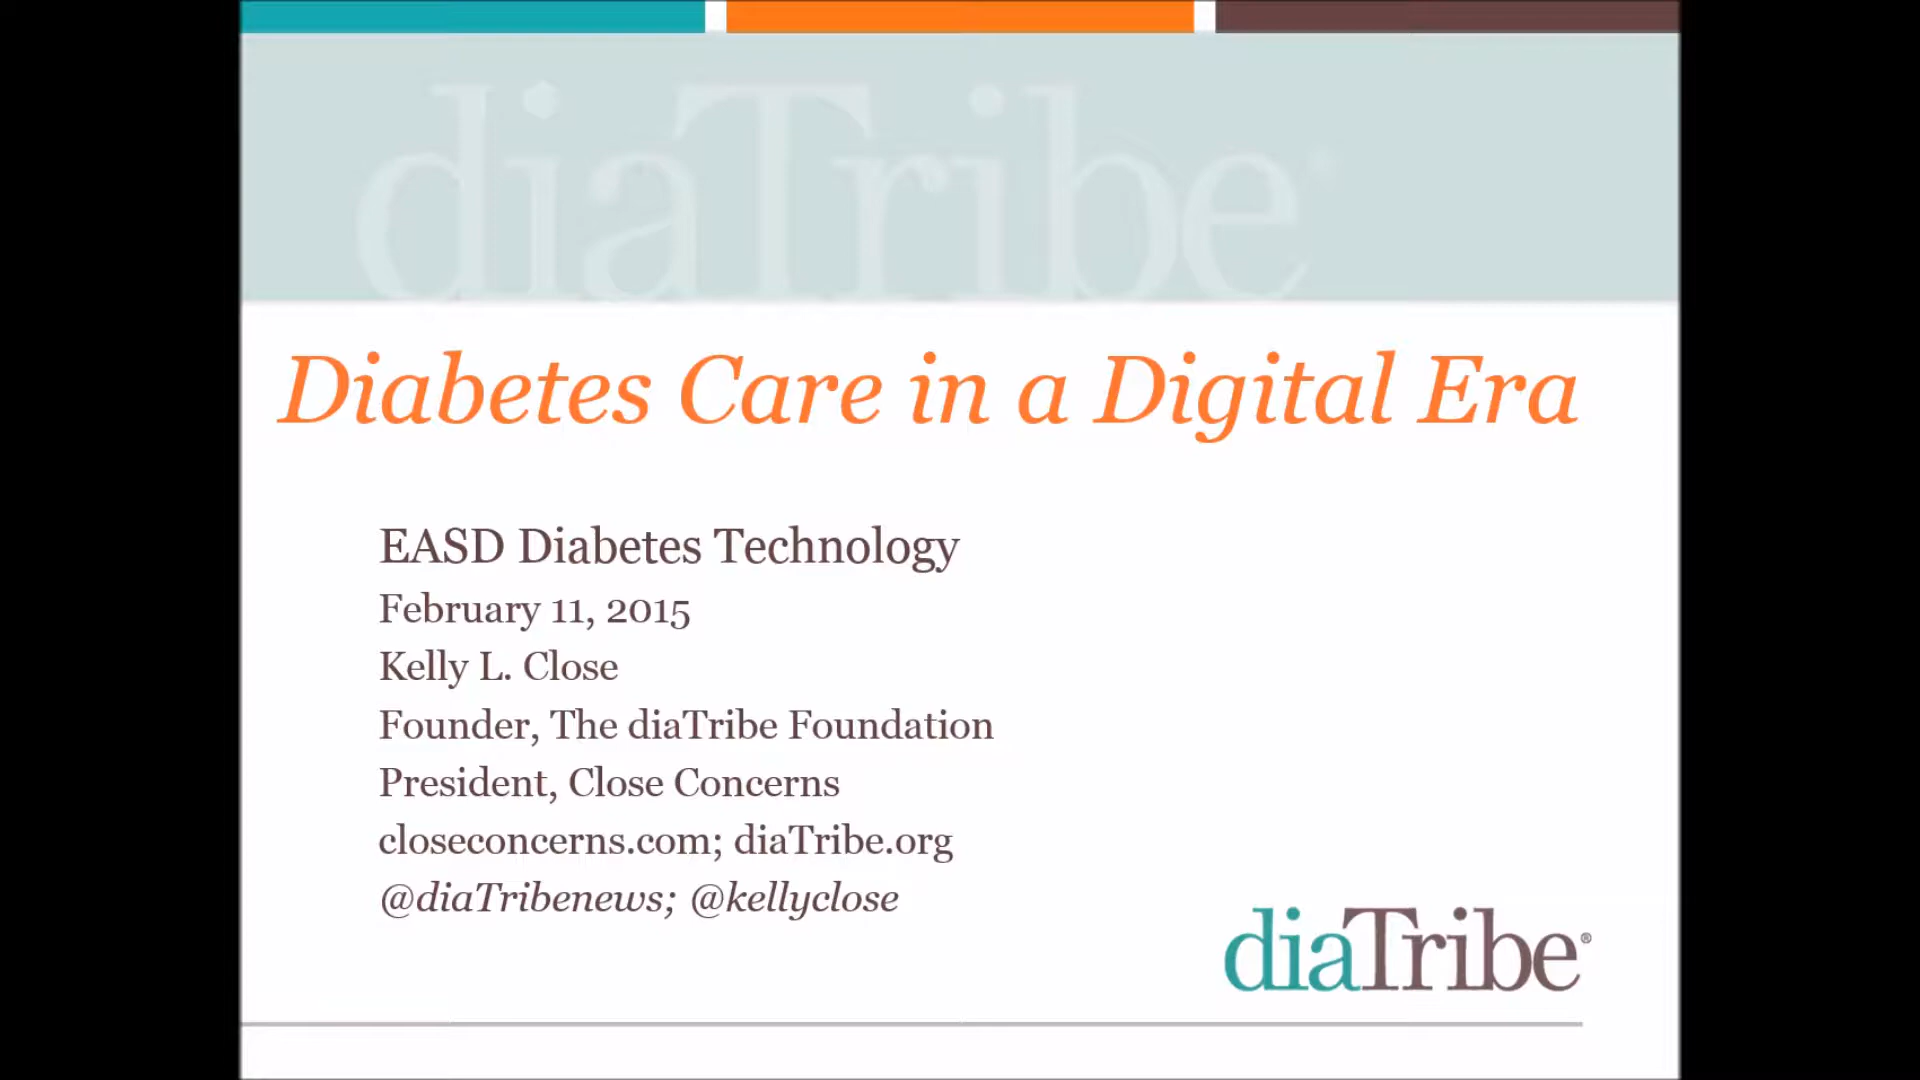 diaTribe®
Diabetes Care in a Digital Era
EASD Diabetes Technology
February 11, 2015
Kelly L. Close
Founder, The diaTribe Foundation
President, Close Concerns
closeconcerns.com; diaTribe.org
@diaTribenews; @kellyclose
diaTribe®